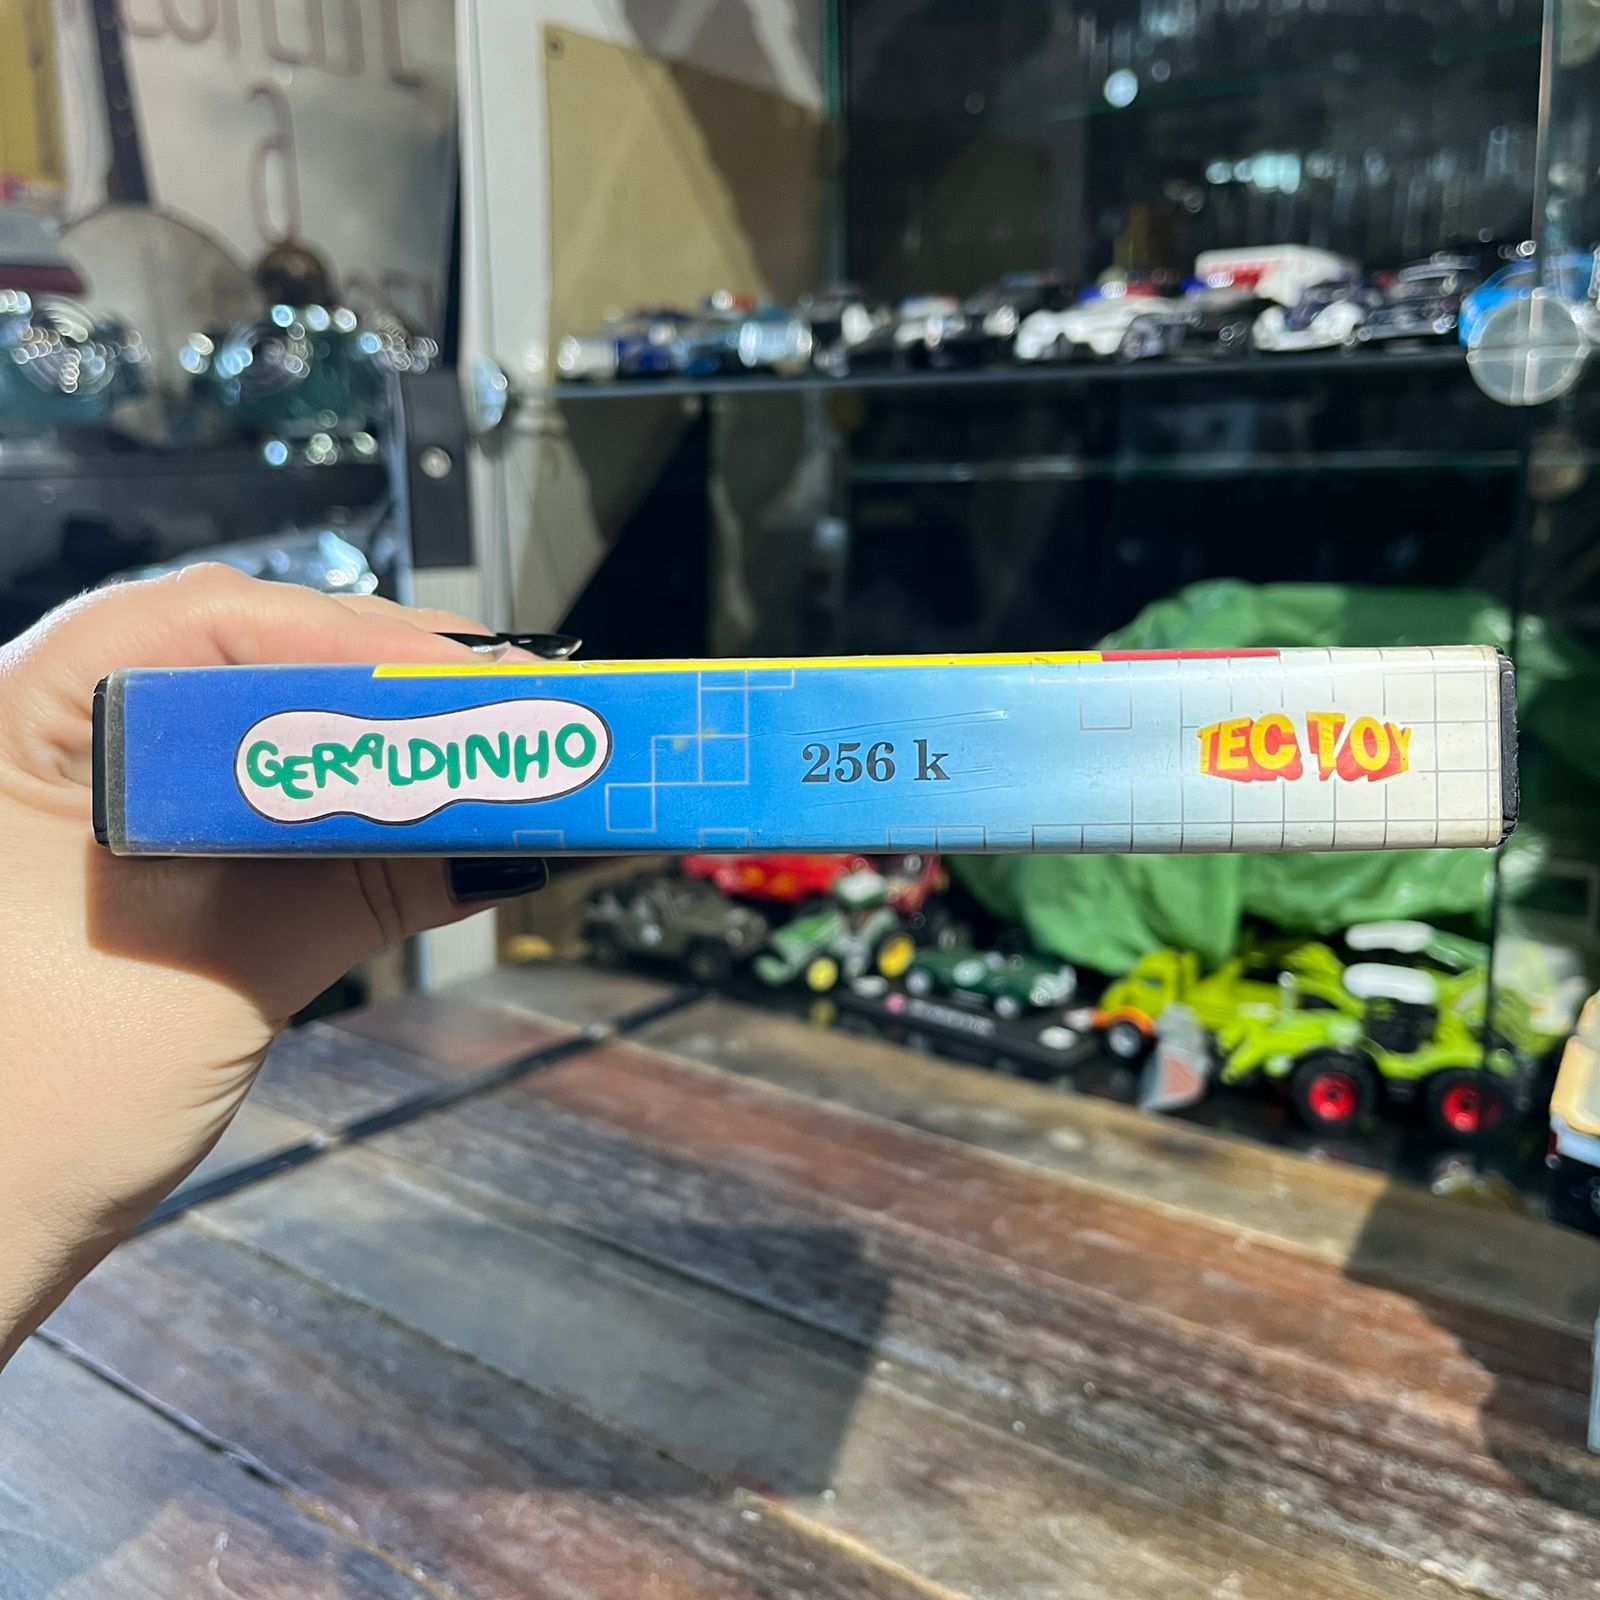 GERALDINHO
256 k
TEC TOY